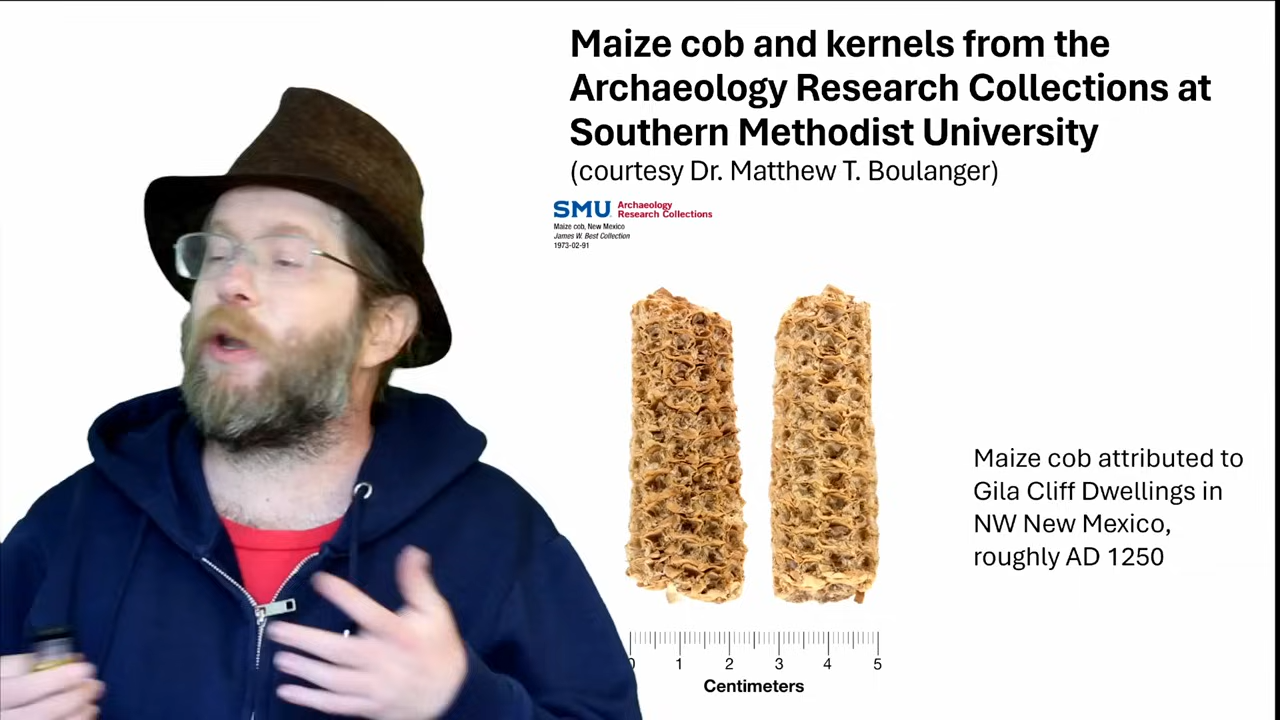 Maize cob and kernels from the
Archaeology Research Collections at
Southern Methodist University
(courtesy Dr. Matthew T. Boulanger)
SMU Archaeology
Research Collections
Maize cob, New Mexico
James W. Best Collection
1973-02-91
Maize cob attributed to
Gila Cliff Dwellings in
NW New Mexico,
roughly AD 1250
0 1 2 3 4 5
Centimeters